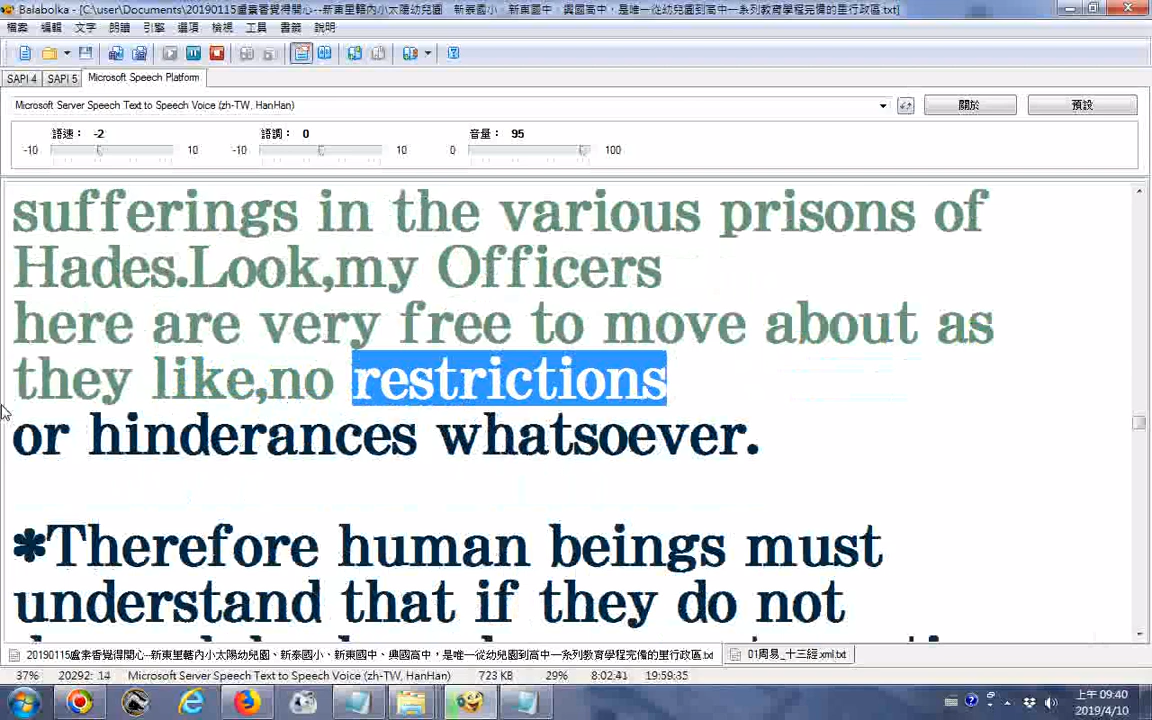 Balabolka - [C:\user\Documents\20190115盧素香覺得開心--新東里轄內小太陽幼兒園、新泰國小、新東國中、興國高中，是唯一從幼兒園到高中一系列教育學程完備的里行政區.txt]
檔案 編輯 文字 朗讀 引擎 選項 檢視 工具 書籤 說明
SAPI 4 SAPI 5 Microsoft Speech Platform
Microsoft Server Speech Text to Speech Voice (zh-TW, HanHan) 關於 預設
語速： -2 語調： 0 音量： 95
-10 10 -10 10 0 100
sufferings in the various prisons of
Hades.Look,my Officers
here are very free to move about as
they like,no restrictions
or hinderances whatsoever.
*Therefore human beings must
understand that if they do not
20190115盧素香覺得開心--新東里轄內小太陽幼兒園、新泰國小、新東國中、興國高中，是唯一從幼兒園到高中一系列教育學程完備的里行政區.txt 01周易_十三經.txt
37% 20292: 14 Microsoft Server Speech Text to Speech Voice (zh-TW, HanHan) 723 KB 29% 8:02:41 19:59:35
上午 09:40
2019/4/10